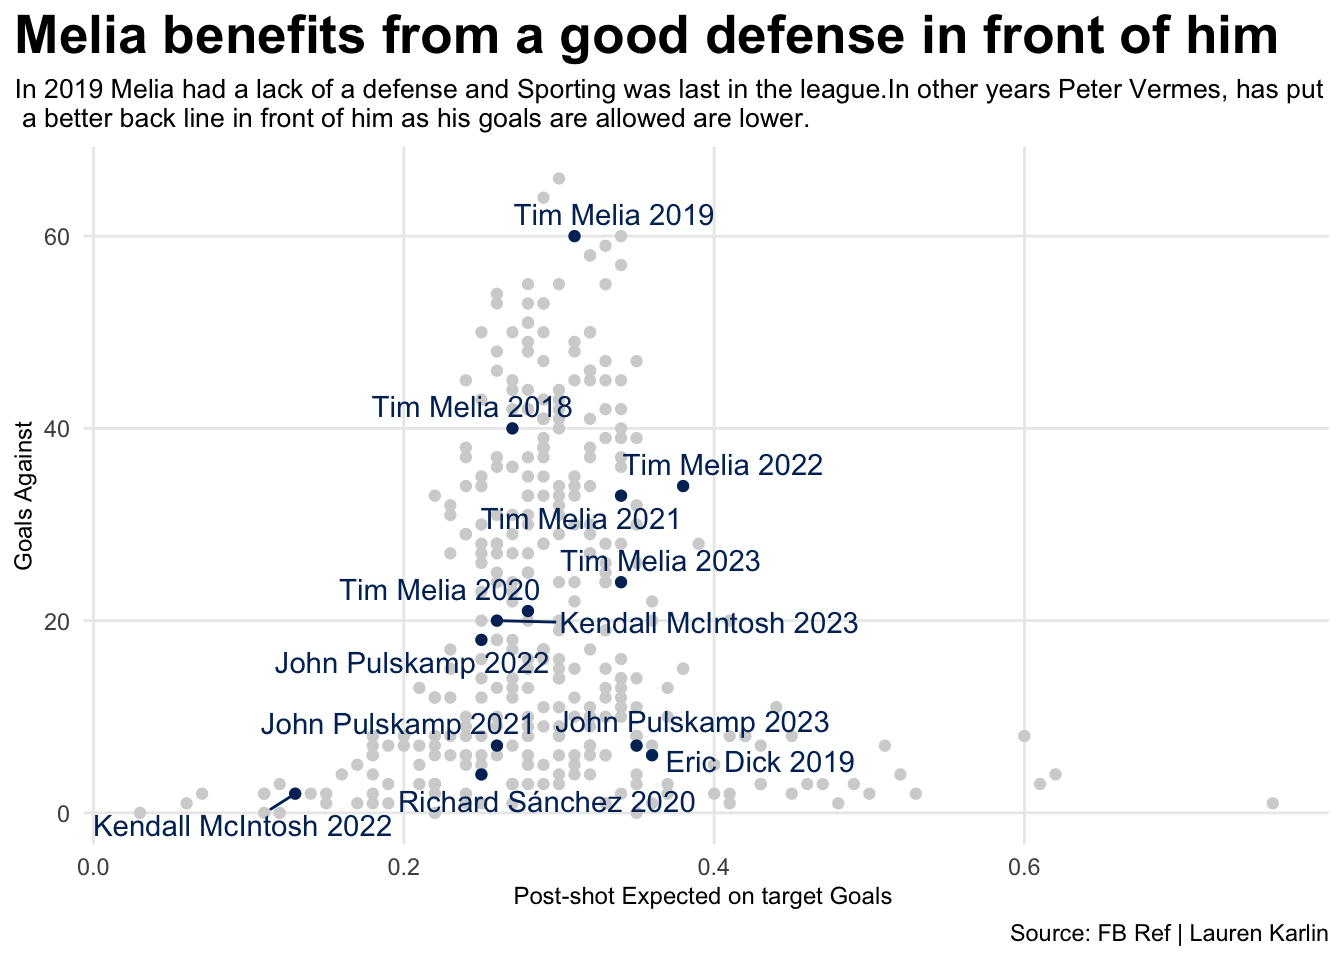 Melia benefits from a good defense in front of him
In 2019 Melia had a lack of a defense and Sporting was last in the league.In other years Peter Vermes, has put
a better back line in front of him as his goals are allowed are lower.
Tim Melia 2019
60
Tim Melia 2018
40
Tim Melia 2022
Goals Against
Tim Melia 2021
Tim Melia 2023
Tim Melia 2020
20
Kendall McIntosh 2023
John Pulskamp 2022
John Pulskamp 2021
John Pulskamp 2023
Eric Dick 2019
Richard Sánchez 2020
0
Kendall McIntosh 2022
0.0
0.2
0.4
0.6
Post-shot Expected on target Goals
Source: FB Ref | Lauren Karlin